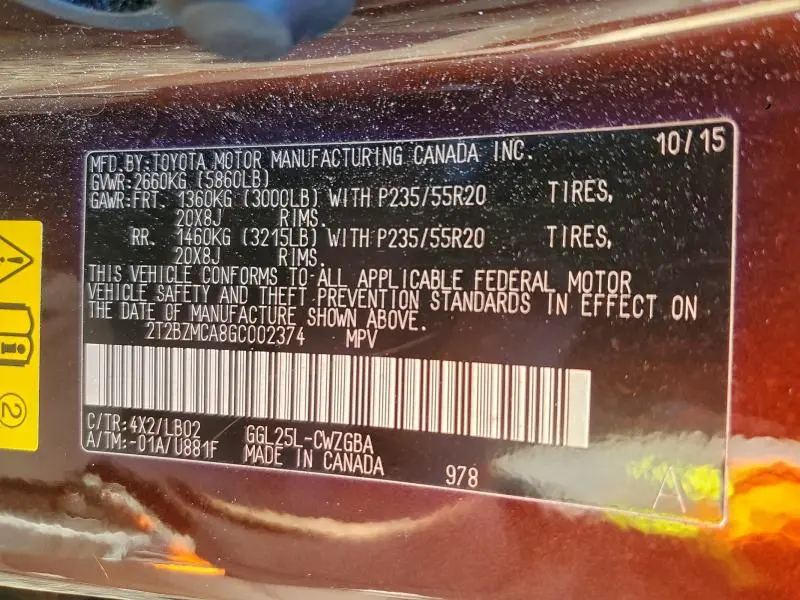 10/15
MFD.BY:TOYOTA MOTOR MANUFACTURING CANADA INC.
GVWR:2660KG (5860LB)
GAWR:FRT. 1360KG (3000LB) WITH P235/55R20 TIRES,
20X8J RIMS.
RR. 1460KG (3215LB) WITH P235/55R20 TIRES,
20X8J RIMS.
THIS VEHICLE CONFORMS TO ALL APPLICABLE FEDERAL MOTOR
VEHICLE SAFETY AND THEFT PREVENTION STANDARDS IN EFFECT ON
THE DATE OF MANUFACTURE SHOWN ABOVE.
2T2BZMCA8GC002374 MPV
C/TR:4X2/LB02 GGL25L-CWZGBA
A/TM:-01A/U881F MADE IN CANADA
978
A
2